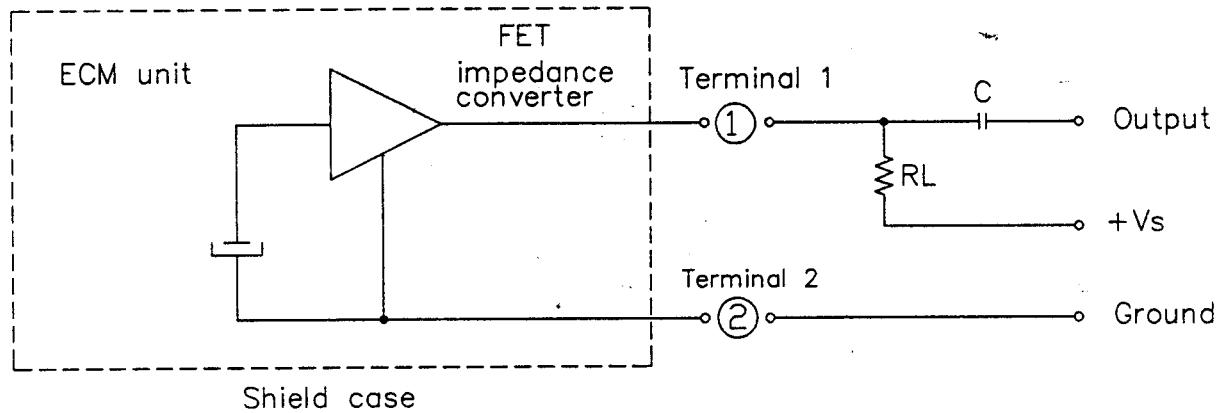 FET
ECM unit
impedance
converter
Terminal 1
1
C
Output
RL
+Vs
Terminal 2
2
Ground
Shield case